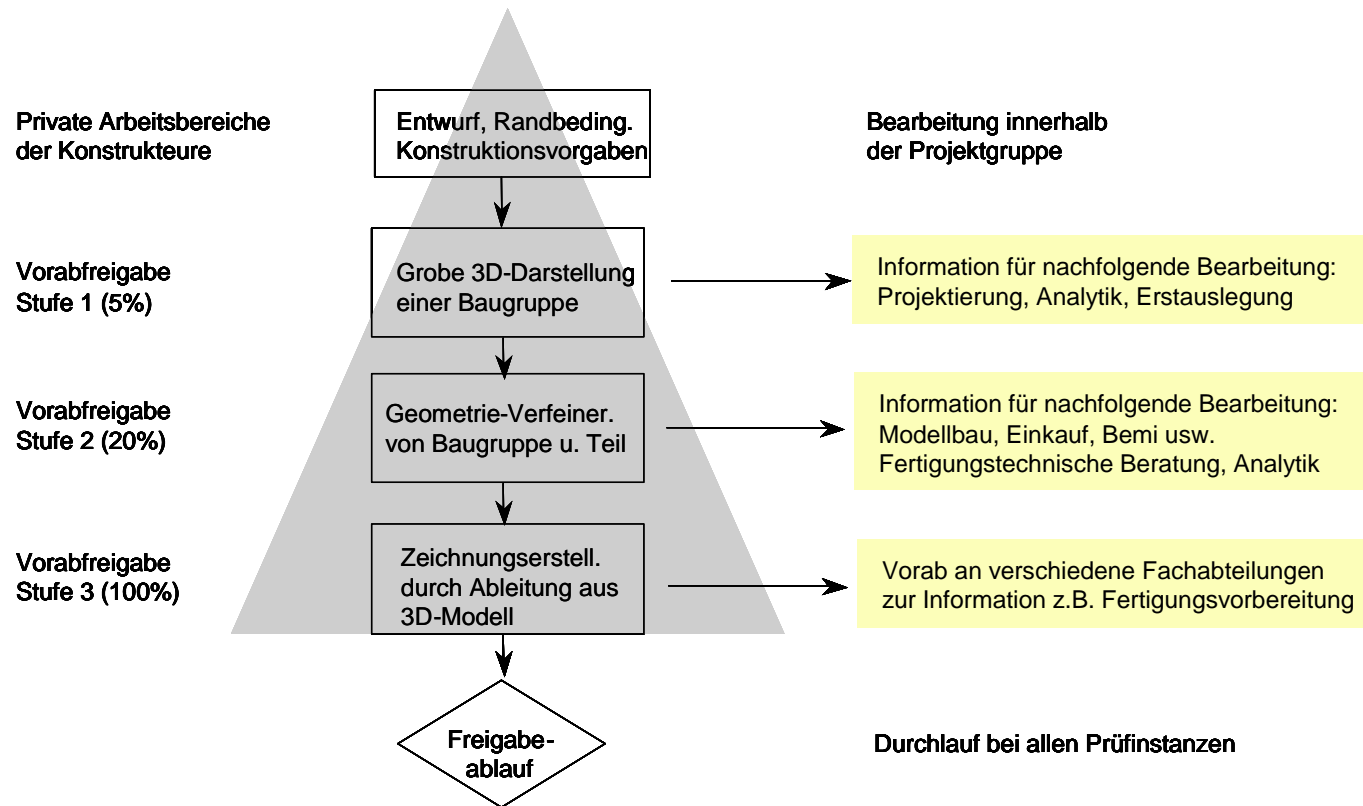 Private Arbeitsbereiche
der Konstrukteure
Entwurf, Randbeding.
Konstruktionsvorgaben
Bearbeitung innerhalb
der Projektgruppe
Vorabfreigabe
Stufe 1 (5%)
Grobe 3D-Darstellung
einer Baugruppe
Information für nachfolgende Bearbeitung:
Projektierung, Analytik, Erstauslegung
Vorabfreigabe
Stufe 2 (20%)
Geometrie-Verfeiner.
von Baugruppe u. Teil
Information für nachfolgende Bearbeitung:
Modellbau, Einkauf, Bemi usw.
Fertigungstechnische Beratung, Analytik
Vorabfreigabe
Stufe 3 (100%)
Zeichnungserstell.
durch Ableitung aus
3D-Modell
Vorab an verschiedene Fachabteilungen
zur Information z.B. Fertigungsvorbereitung
Freigabe-
ablauf
Durchlauf bei allen Prüfinstanzen